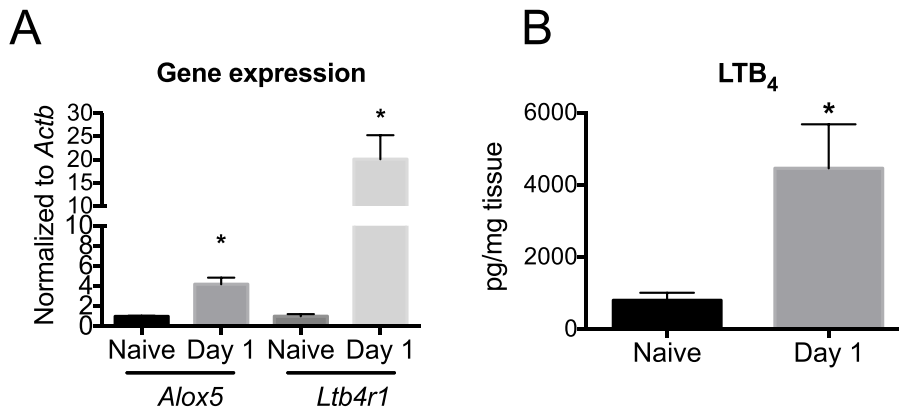 A
Gene expression
Normalized to Actb
30
25
20
15
10
10
8
6
4
2
0
*
*
Naive Day 1 Naive Day 1
Alox5 Ltb4r1
B
LTB₄
pg/mg tissue
6000
4000
2000
0
*
Naive Day 1